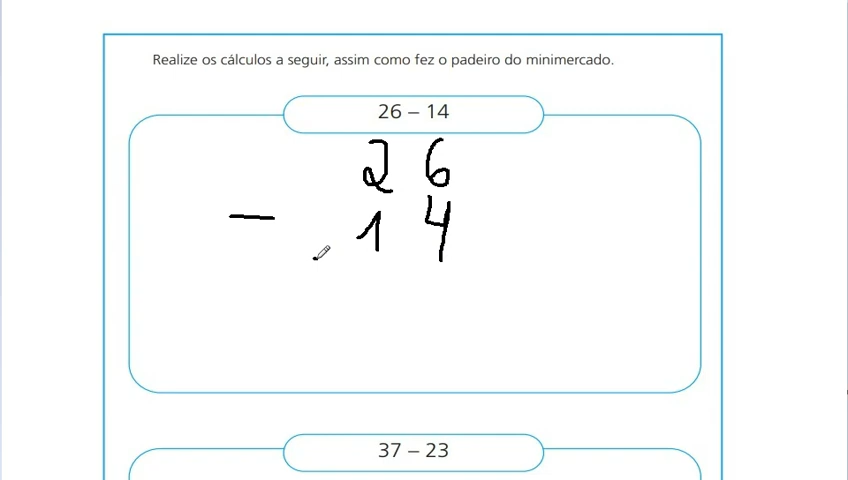 Realize os cálculos a seguir, assim como fez o padeiro do minimercado.
26 – 14
2 6
– 1 4
37 – 23